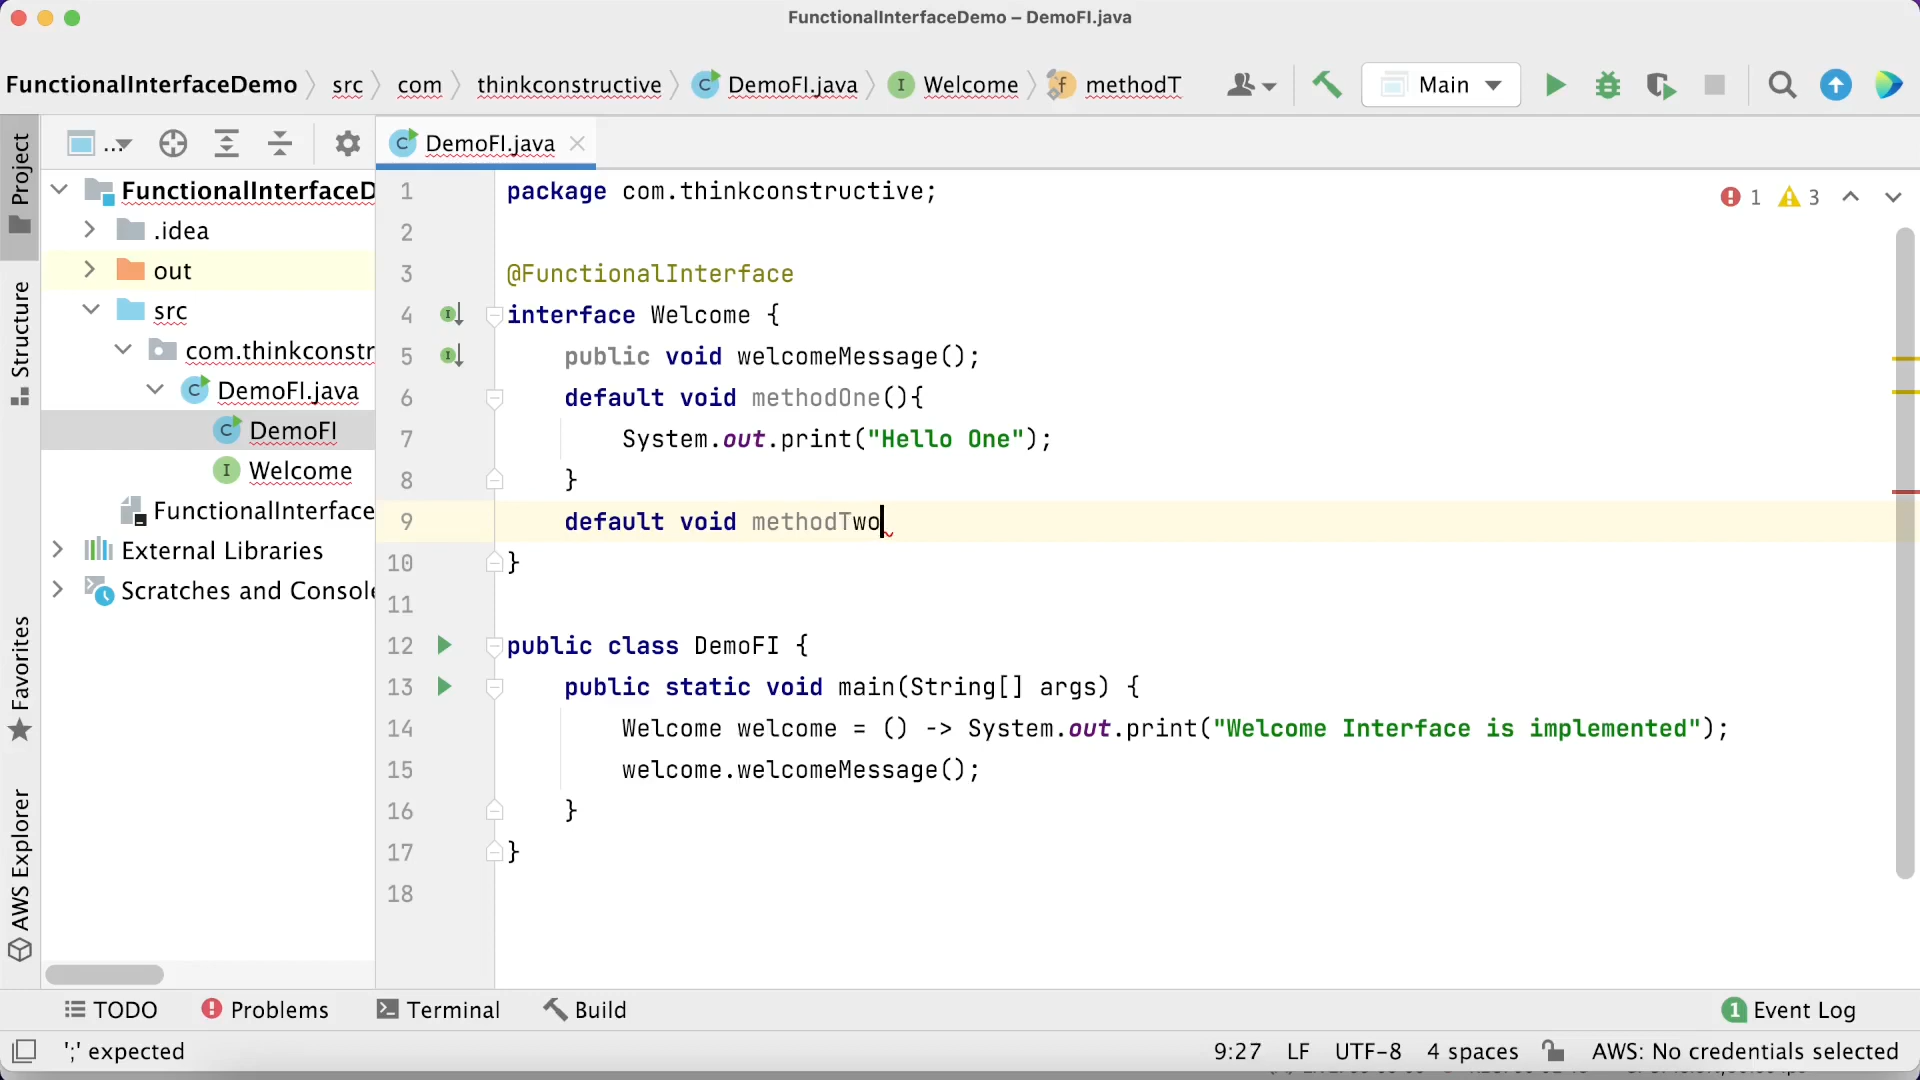 FunctionalInterfaceDemo – DemoFI.java
FunctionalInterfaceDemo src com thinkconstructive DemoFI.java Welcome methodT Main
Project
Structure
Favorites
AWS Explorer
...
FunctionalInterfaceD
.idea
out
src
com.thinkconstr
DemoFI.java
DemoFI
Welcome
FunctionalInterface
External Libraries
Scratches and Console
DemoFI.java
1 3
1 package com.thinkconstructive;
2
3 @FunctionalInterface
4 interface Welcome {
5 public void welcomeMessage();
6 default void methodOne(){
7 System.out.print("Hello One");
8 }
9 default void methodTwo
10 }
11
12 public class DemoFI {
13 public static void main(String[] args) {
14 Welcome welcome = () -> System.out.print("Welcome Interface is implemented");
15 welcome.welcomeMessage();
16 }
17 }
18
TODO Problems Terminal Build 1 Event Log
';' expected 9:27 LF UTF-8 4 spaces AWS: No credentials selected